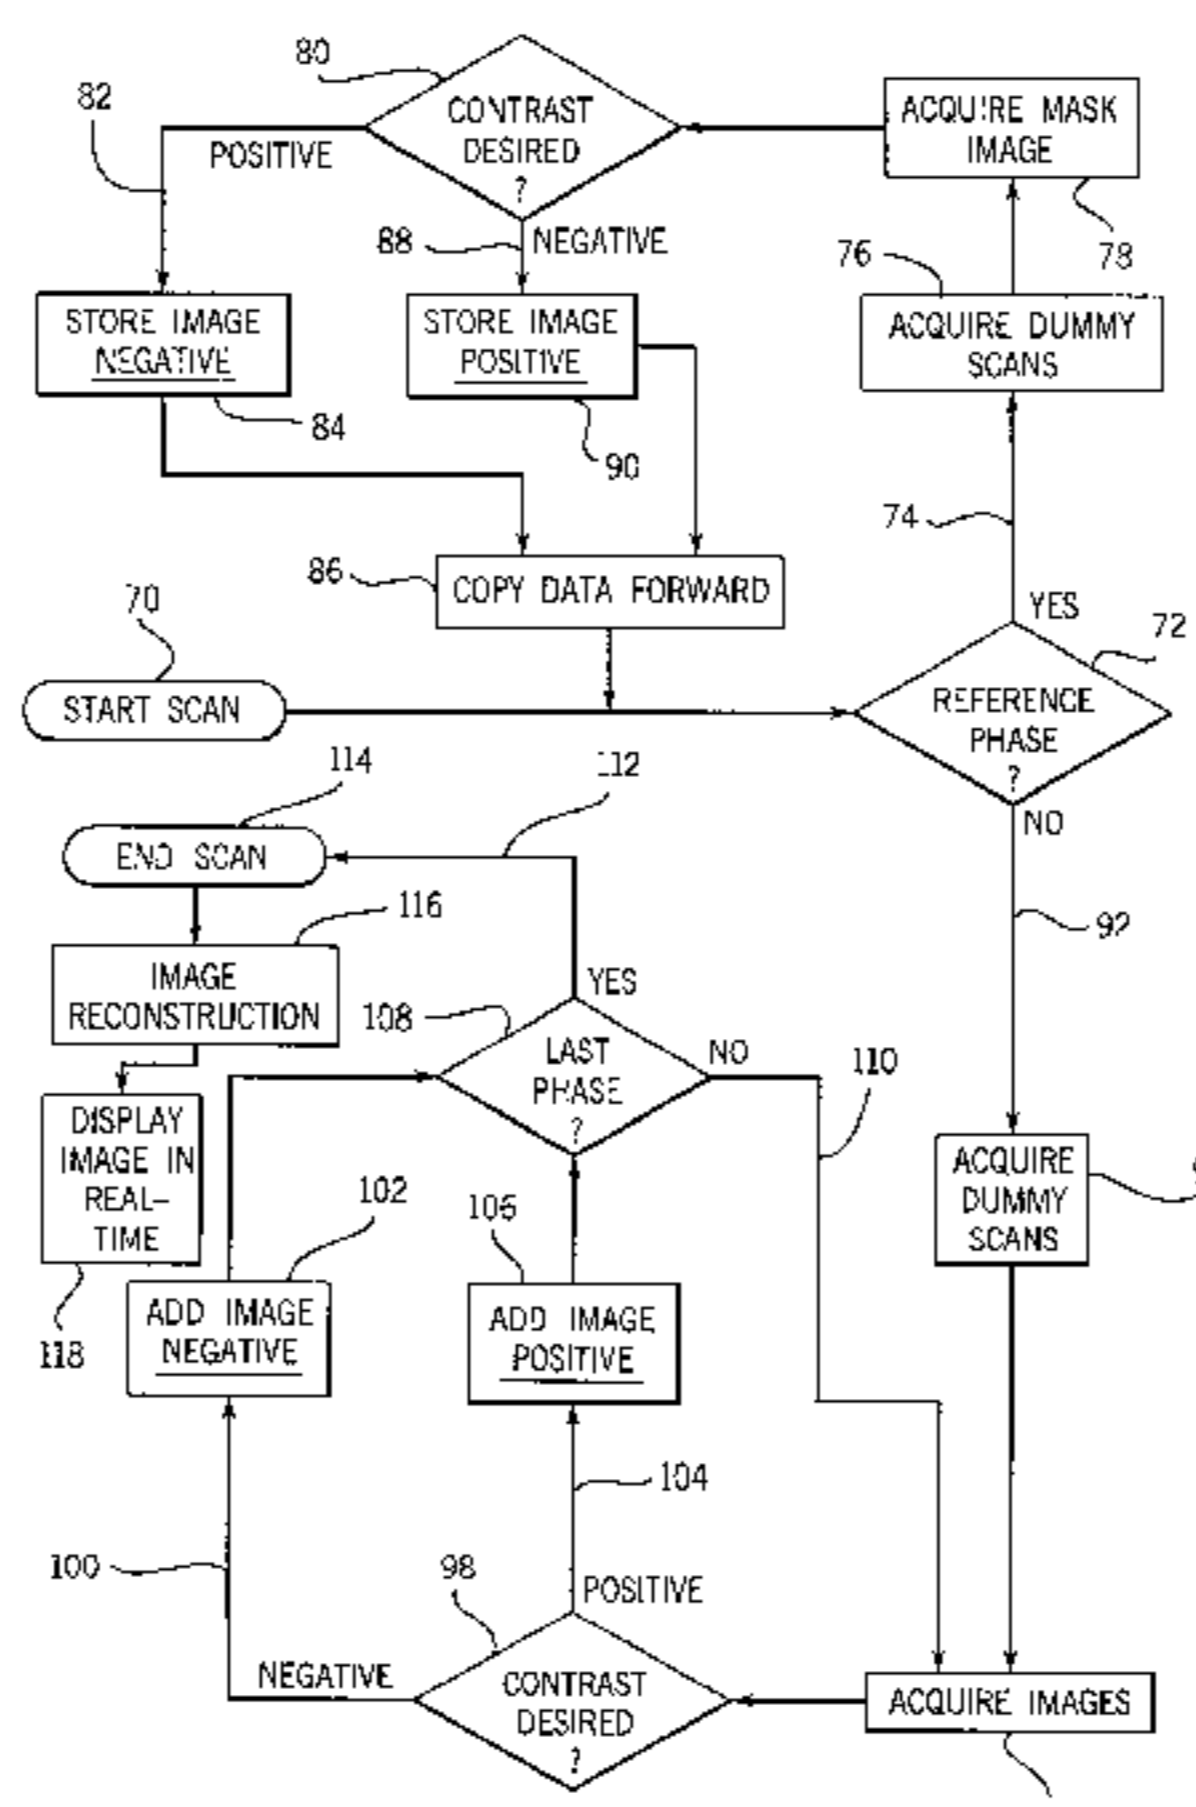 80
CONTRAST
DESIRED
?
82
POSITIVE
ACQUIRE MASK
IMAGE
78
88
NEGATIVE
76
STORE IMAGE
NEGATIVE
84
STORE IMAGE
POSITIVE
90
ACQUIRE DUMMY
SCANS
74
86
COPY DATA FORWARD
70
START SCAN
YES
72
REFERENCE
PHASE
?
NO
114
112
END SCAN
116
92
IMAGE
RECONSTRUCTION
YES
108
LAST
PHASE
?
NO
110
DISPLAY
IMAGE IN
REAL-
TIME
118
ACQUIRE
DUMMY
SCANS
102
106
ADD IMAGE
NEGATIVE
ADD IMAGE
POSITIVE
104
100
98
POSITIVE
NEGATIVE
CONTRAST
DESIRED
?
ACQUIRE IMAGES